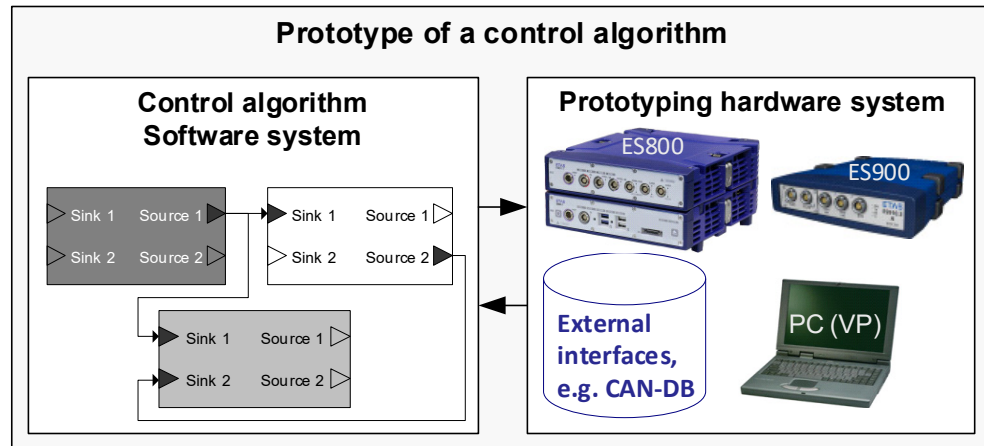 Prototype of a control algorithm
Control algorithm
Software system
Sink 1 Source 1
Sink 2 Source 2
Sink 1 Source 1
Sink 2 Source 2
Sink 1 Source 1
Sink 2 Source 2
Prototyping hardware system
ES800
ES900
ETAS
External
interfaces,
e.g. CAN-DB
PC (VP)